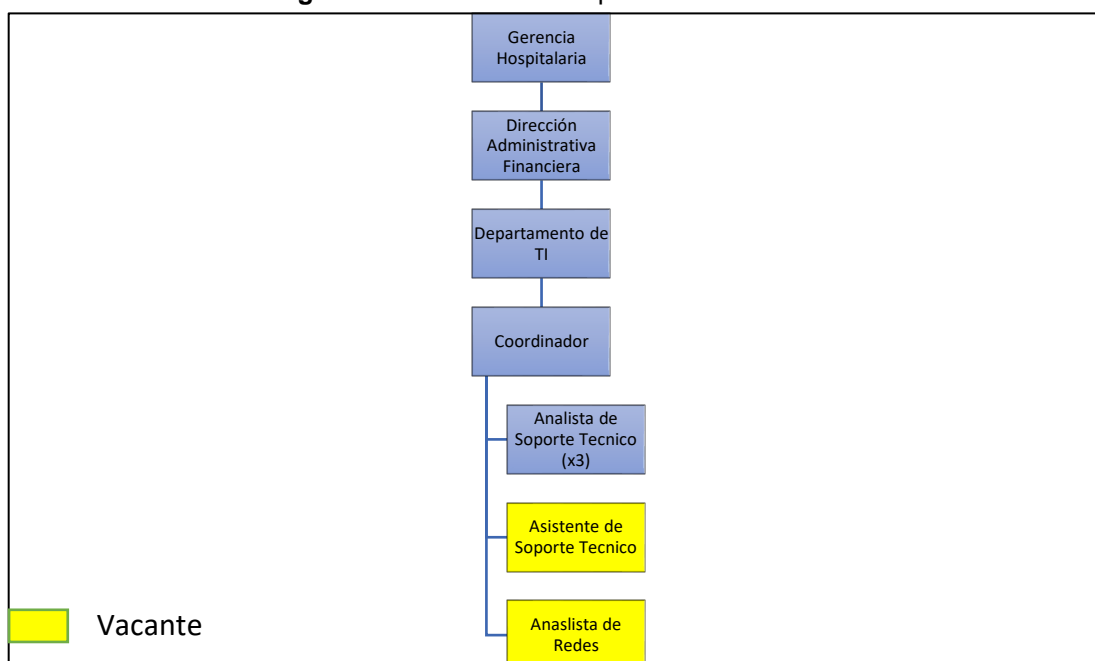 Gerencia
Hospitalaria
Dirección
Administrativa
Financiera
Departamento de
TI
Coordinador
Analista de
Soporte Tecnico
(x3)
Asistente de
Soporte Tecnico
Anaslista de
Redes
Vacante